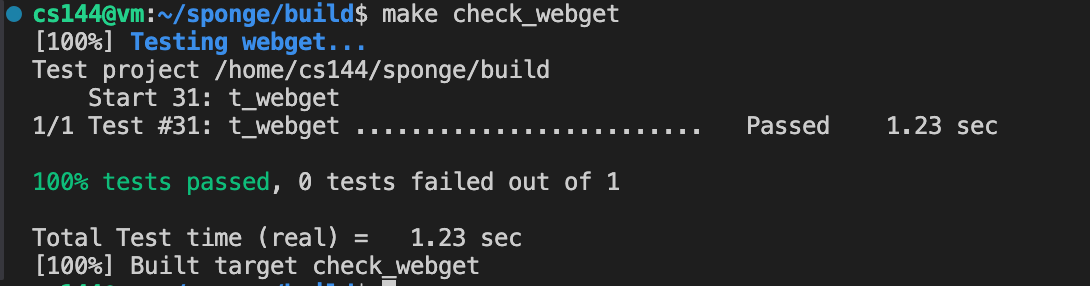 cs144@vm:~/sponge/build$ make check_webget
[100%] Testing webget...
Test project /home/cs144/sponge/build
    Start 31: t_webget
1/1 Test #31: t_webget .........................   Passed    1.23 sec

100% tests passed, 0 tests failed out of 1

Total Test time (real) =   1.23 sec
[100%] Built target check_webget